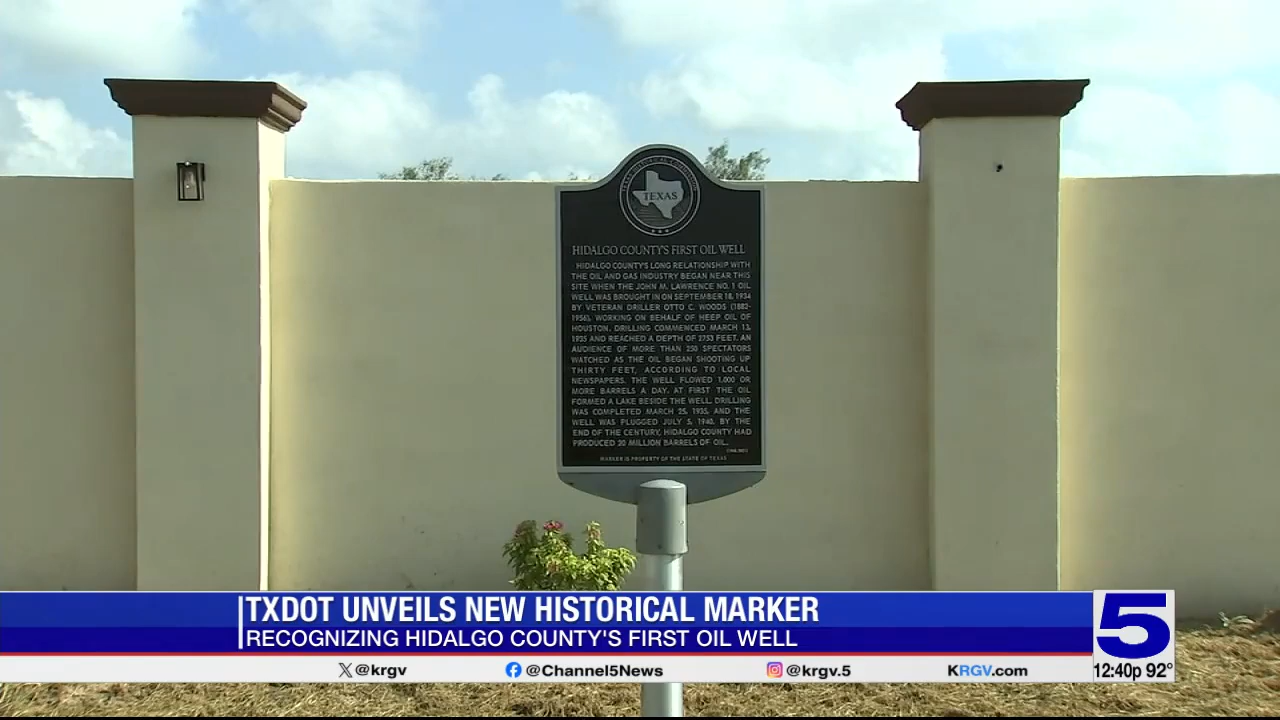 TEXAS
HIDALGO COUNTY'S FIRST OIL WELL
HIDALGO COUNTY'S LONG RELATIONSHIP WITH
THE OIL AND GAS INDUSTRY BEGAN NEAR THIS
SITE WHEN THE JOHN M. LAWRENCE NO. 1 OIL
WELL WAS BROUGHT IN ON SEPTEMBER 18, 1934
BY VETERAN DRILLER OTTO C. WOODS (1882-
1956), WORKING ON BEHALF OF HEEP OIL OF
HOUSTON. DRILLING COMMENCED MARCH 13,
1935 AND REACHED A DEPTH OF 2753 FEET. AN
AUDIENCE OF MORE THAN 250 SPECTATORS
WATCHED AS THE OIL BEGAN SHOOTING UP
THIRTY FEET, ACCORDING TO LOCAL
NEWSPAPERS. THE WELL FLOWED 1,000 OR
MORE BARRELS A DAY. AT FIRST THE OIL
FORMED A LAKE BESIDE THE WELL. DRILLING
WAS COMPLETED MARCH 25, 1935, AND THE
WELL WAS PLUGGED JULY 5, 1940. BY THE
END OF THE CENTURY, HIDALGO COUNTY HAD
PRODUCED 20 MILLION BARRELS OF OIL.
MARKER IS PROPERTY OF THE STATE OF TEXAS
TXDOT UNVEILS NEW HISTORICAL MARKER
RECOGNIZING HIDALGO COUNTY'S FIRST OIL WELL
5
@krgv @Channel5News @krgv.5 KRGV.com
12:40p 92°